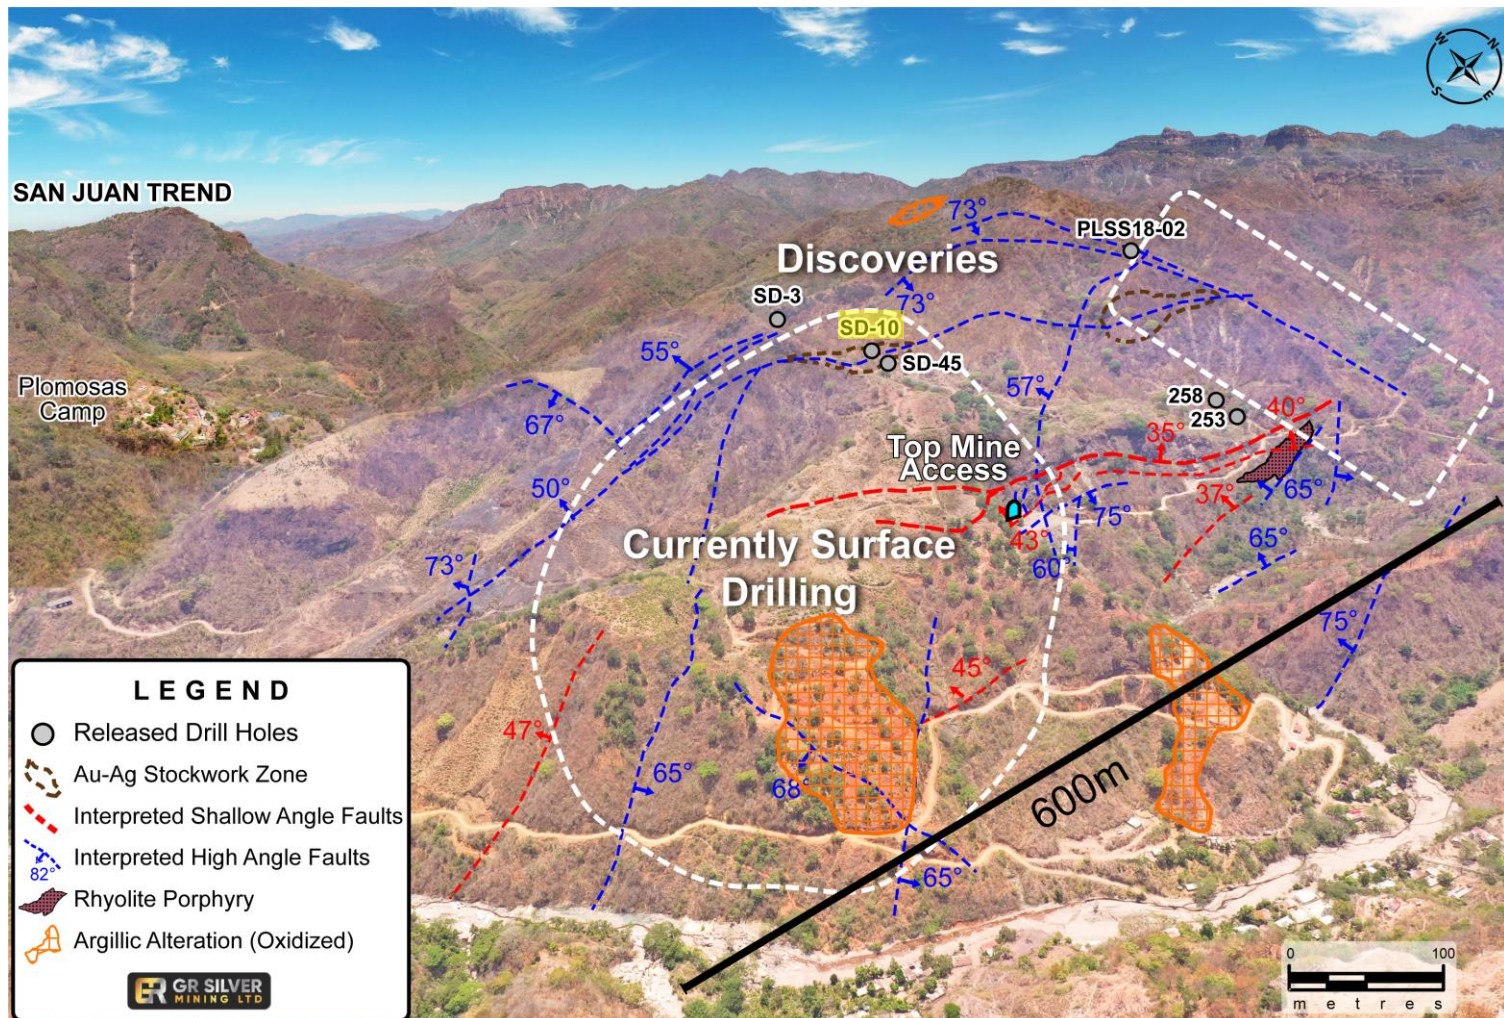 W
N
S
E
SAN JUAN TREND
73°
PLSS18-02
Discoveries
SD-3
73°
SD-10
SD-45
55°
Plomosas
Camp
67°
57°
258
253
40°
35°
Top Mine
Access
50°
37°
65°
75°
43°
60°
Currently Surface
Drilling
65°
73°
75°
45°
47°
65°
68°
65°
600m
LEGEND
Released Drill Holes
Au-Ag Stockwork Zone
Interpreted Shallow Angle Faults
Interpreted High Angle Faults
82°
Rhyolite Porphyry
Argillic Alteration (Oxidized)
GR GR SILVER
MINING LTD
0 100
metres